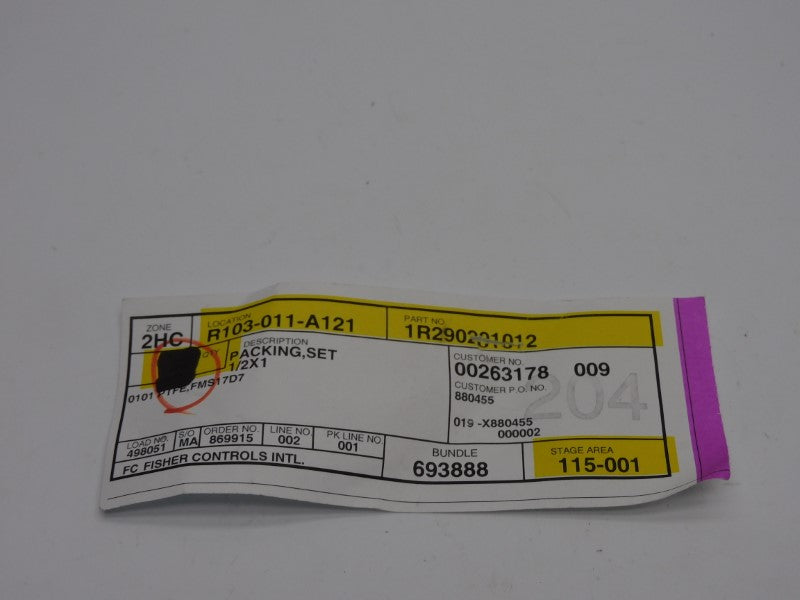 ZONE
2HC
LOCATION
R103-011-A121
PART NO.
1R290201012
QTY
DESCRIPTION
PACKING,SET
1/2X1
0101 PTFE,FMS17D7
CUSTOMER NO.
00263178 009
CUSTOMER P.O. NO.
880455
204
019 -X880455
000002
LOAD NO.
498051
S/O
MA
ORDER NO.
869915
LINE NO
002
PK LINE NO.
001
FC FISHER CONTROLS INTL.
BUNDLE
693888
STAGE AREA
115-001